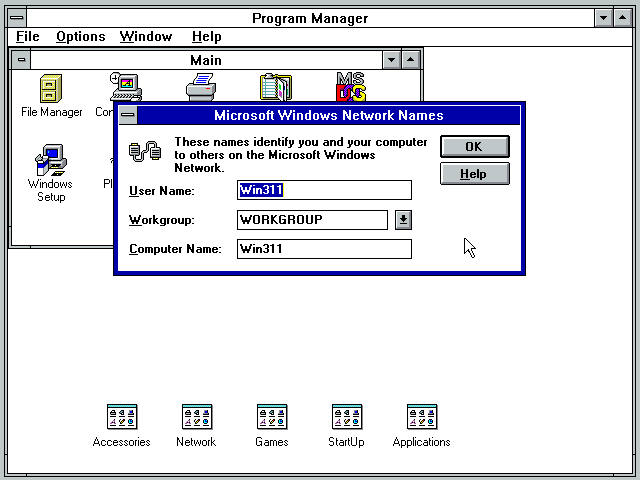 Program Manager
File Options Window Help
Main
File Manager
MS
DOS
Microsoft Windows Network Names
These names identify you and your computer
to others on the Microsoft Windows
Network.
OK
Help
User Name: Win311
Workgroup: WORKGROUP
Computer Name: Win311
Windows
Setup
Accessories Network Games StartUp Applications